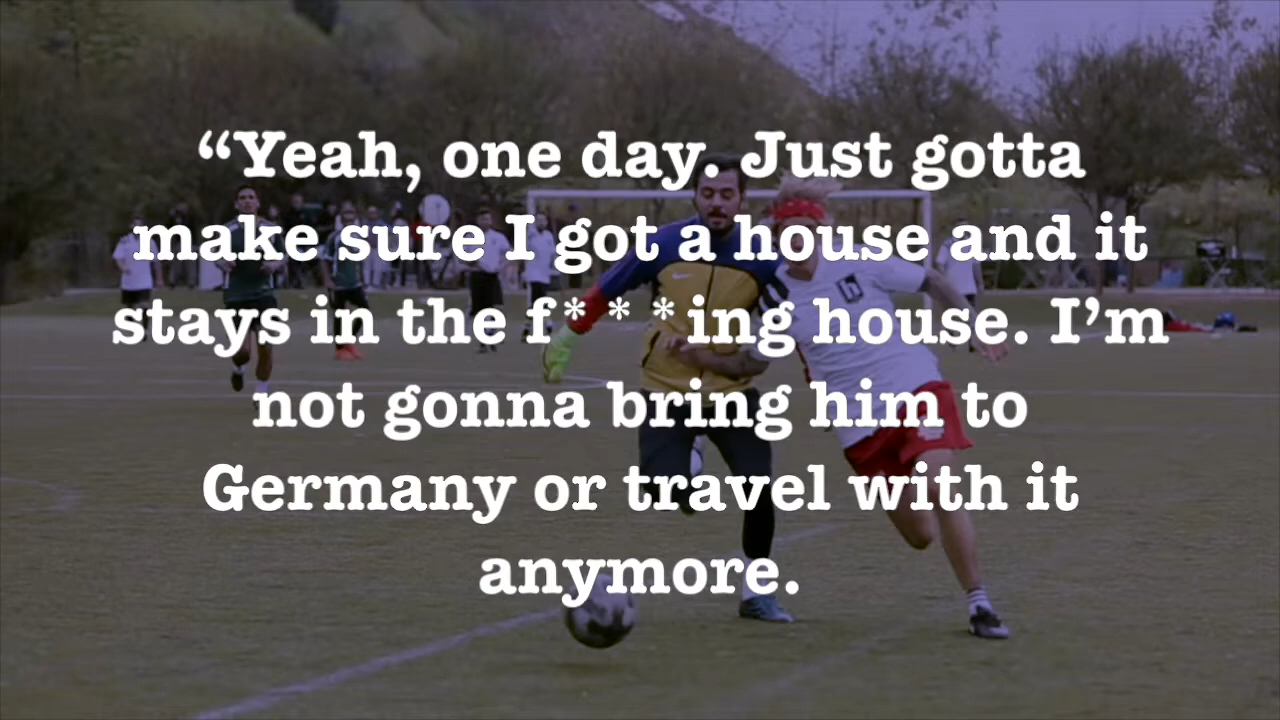 “Yeah, one day. Just gotta
make sure I got a house and it
stays in the f***ing house. I’m
not gonna bring him to
Germany or travel with it
anymore.